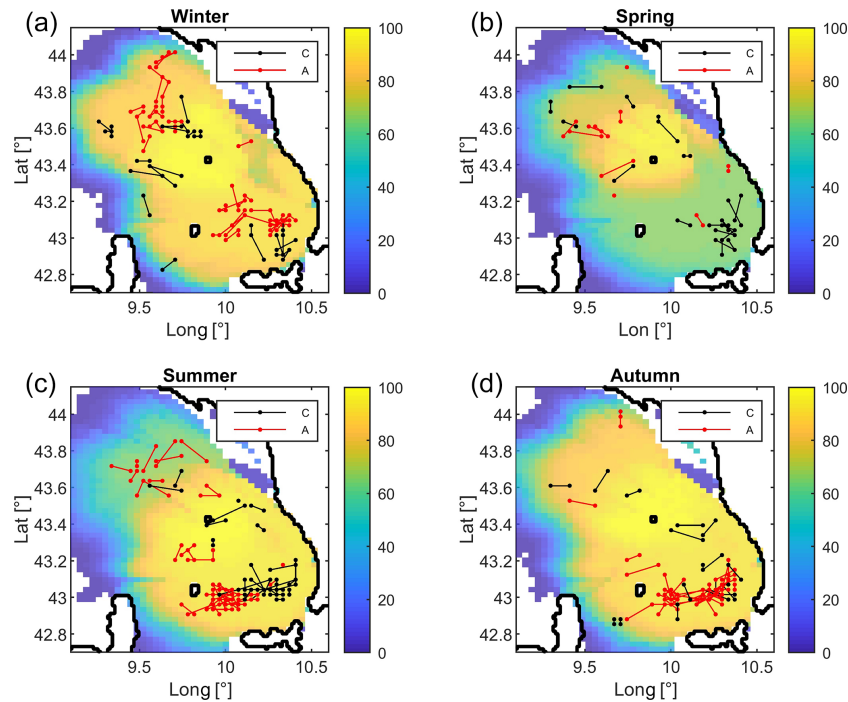 (a) Winter
C
A
44
43.8
43.6
43.4
43.2
43
42.8
Lat [°]
9.5 10 10.5
Long [°]
100
80
60
40
20
0
(b) Spring
C
A
44
43.8
43.6
43.4
43.2
43
42.8
Lat [°]
9.5 10 10.5
Lon [°]
100
80
60
40
20
0
(c) Summer
C
A
44
43.8
43.6
43.4
43.2
43
42.8
Lat [°]
9.5 10 10.5
Long [°]
100
80
60
40
20
0
(d) Autumn
C
A
44
43.8
43.6
43.4
43.2
43
42.8
Lat [°]
9.5 10 10.5
Long [°]
100
80
60
40
20
0